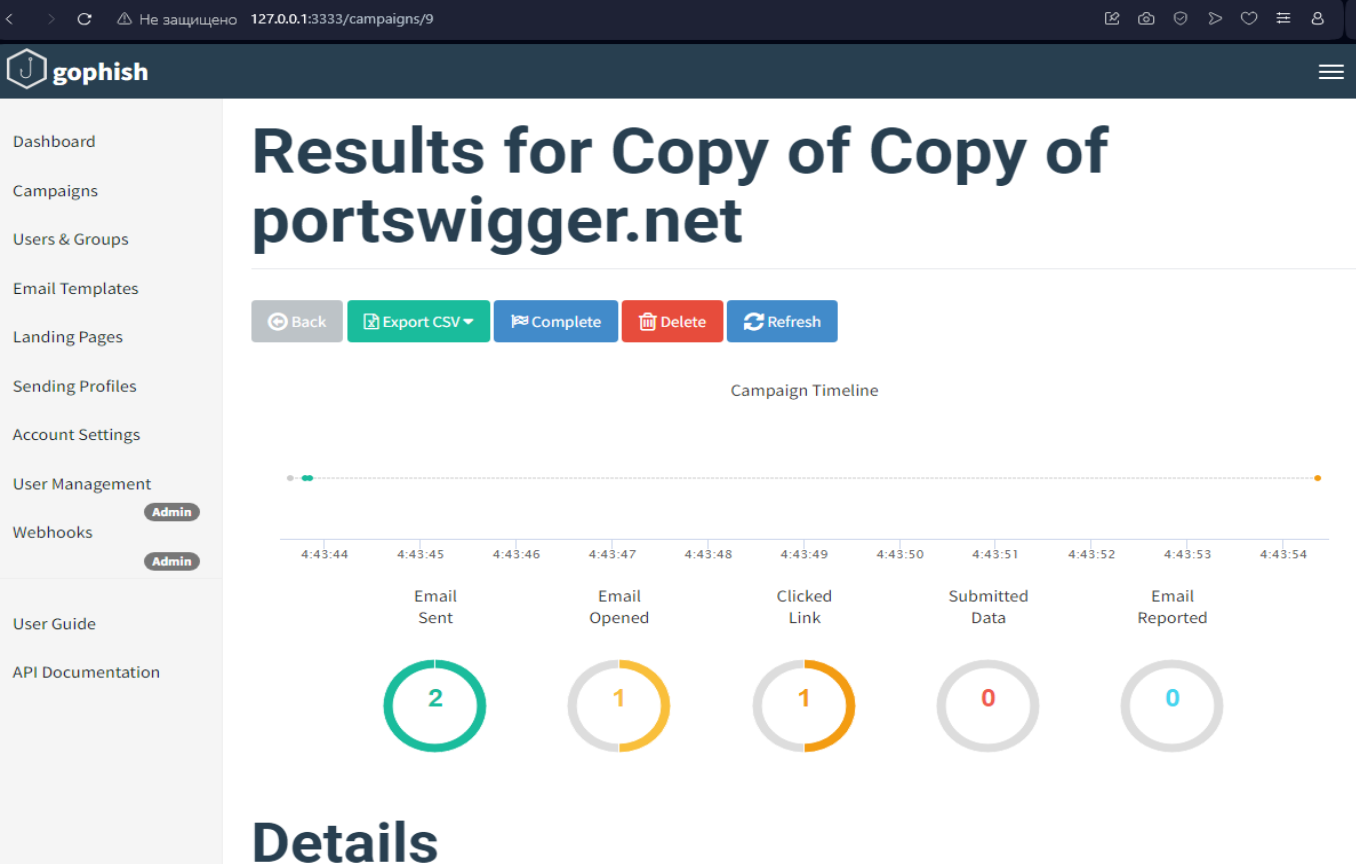 Не защищено 127.0.0.1:3333/campaigns/9
gophish
Dashboard
Campaigns
Users & Groups
Email Templates
Landing Pages
Sending Profiles
Account Settings
User Management
Admin
Webhooks
Admin
User Guide
API Documentation
Results for Copy of Copy of
portswigger.net
Back Export CSV Complete Delete Refresh
Campaign Timeline
4:43:44 4:43:45 4:43:46 4:43:47 4:43:48 4:43:49 4:43:50 4:43:51 4:43:52 4:43:53 4:43:54
Email Email Clicked Submitted Email
Sent Opened Link Data Reported
2 1 1 0 0
Details